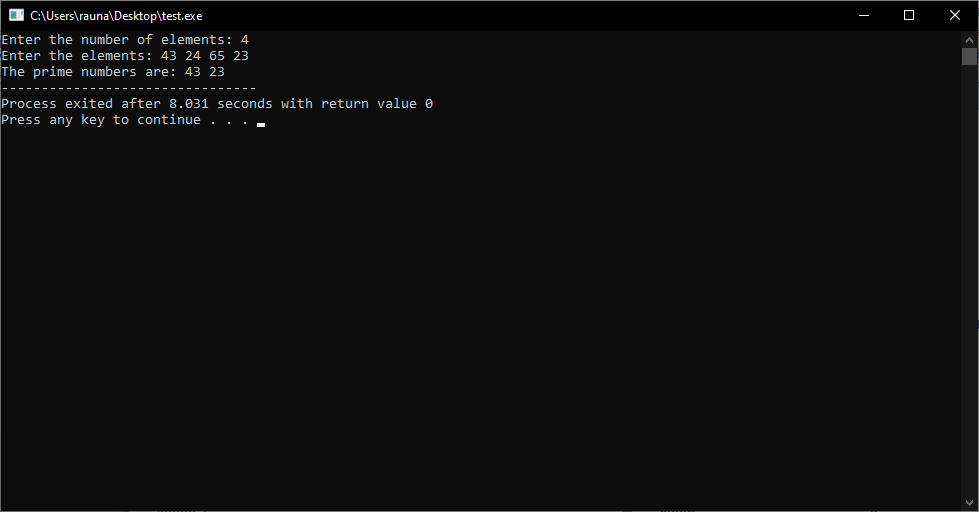 C:\Users\rauna\Desktop\test.exe
Enter the number of elements: 4
Enter the elements: 43 24 65 23
The prime numbers are: 43 23
--------------------------------
Process exited after 8.031 seconds with return value 0
Press any key to continue . . .